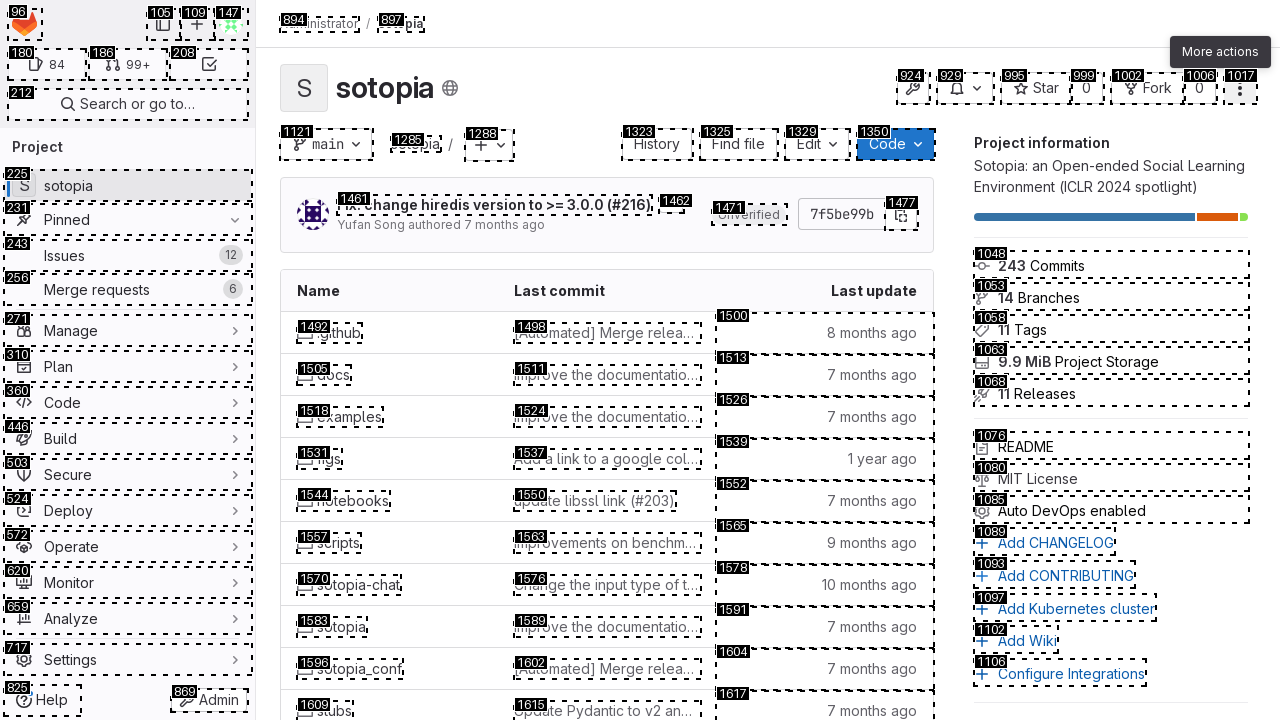 96
105
109
147
180
84
186
99+
208
212
Search or go to…
Project
225
S
sotopia
231
Pinned
243
Issues
12
256
Merge requests
6
271
Manage
310
Plan
360
Code
446
Build
503
Secure
524
Deploy
572
Operate
620
Monitor
659
Analyze
717
Settings
825
Help
869
Admin
894
Administrator
/
897
sotopia
More actions
S
sotopia
924
929
995
Star
999
0
1002
Fork
1006
0
1017
1121
main
1285
sotopia
/
1288
1323
History
1325
Find file
1329
Edit
1350
Code
1461
Fix: change hiredis version to >= 3.0.0 (#216)
1462
Yufan Song authored 7 months ago
1471
Unverified
7f5be99b
1477
Name
Last commit
Last update
1492
.github
1498
[Automated] Merge relea…
1500
8 months ago
1505
docs
1511
Improve the documentatio…
1513
7 months ago
1518
examples
1524
Improve the documentatio…
1526
7 months ago
1531
figs
1537
Add a link to a google col…
1539
1 year ago
1544
notebooks
1550
update libssl link (#203)
1552
7 months ago
1557
scripts
1563
Improvements on benchm…
1565
9 months ago
1570
sotopia-chat
1576
Change the input type of t…
1578
10 months ago
1583
sotopia
1589
Improve the documentatio…
1591
7 months ago
1596
sotopia_conf
1602
[Automated] Merge relea…
1604
7 months ago
1609
stubs
1615
Update Pydantic to v2 an…
1617
7 months ago
Project information
Sotopia: an Open-ended Social Learning
Environment (ICLR 2024 spotlight)
1048
243 Commits
1053
14 Branches
1058
11 Tags
1063
9.9 MiB Project Storage
1068
11 Releases
1076
README
1080
MIT License
1085
Auto DevOps enabled
1089
Add CHANGELOG
1093
Add CONTRIBUTING
1097
Add Kubernetes cluster
1102
Add Wiki
1106
Configure Integrations